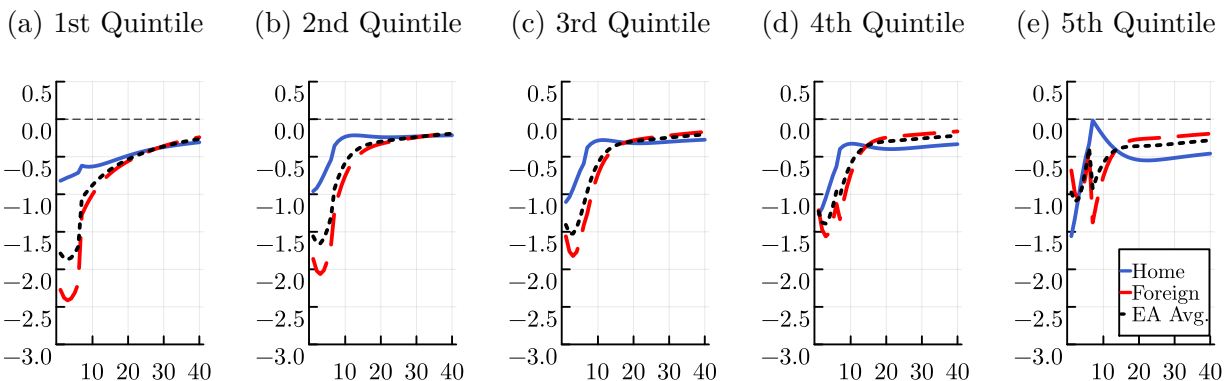 (a) 1st Quintile (b) 2nd Quintile (c) 3rd Quintile (d) 4th Quintile (e) 5th Quintile
0.5 0.5 0.5 0.5 0.5
0.0 0.0 0.0 0.0 0.0
−0.5 −0.5 −0.5 −0.5 −0.5
−1.0 −1.0 −1.0 −1.0 −1.0
−1.5 −1.5 −1.5 −1.5 −1.5
−2.0 −2.0 −2.0 −2.0 −2.0
Home
Foreign
−2.5 −2.5 −2.5 −2.5 −2.5
EA Avg.
−3.0 −3.0 −3.0 −3.0 −3.0
10 20 30 40 10 20 30 40 10 20 30 40 10 20 30 40 10 20 30 40